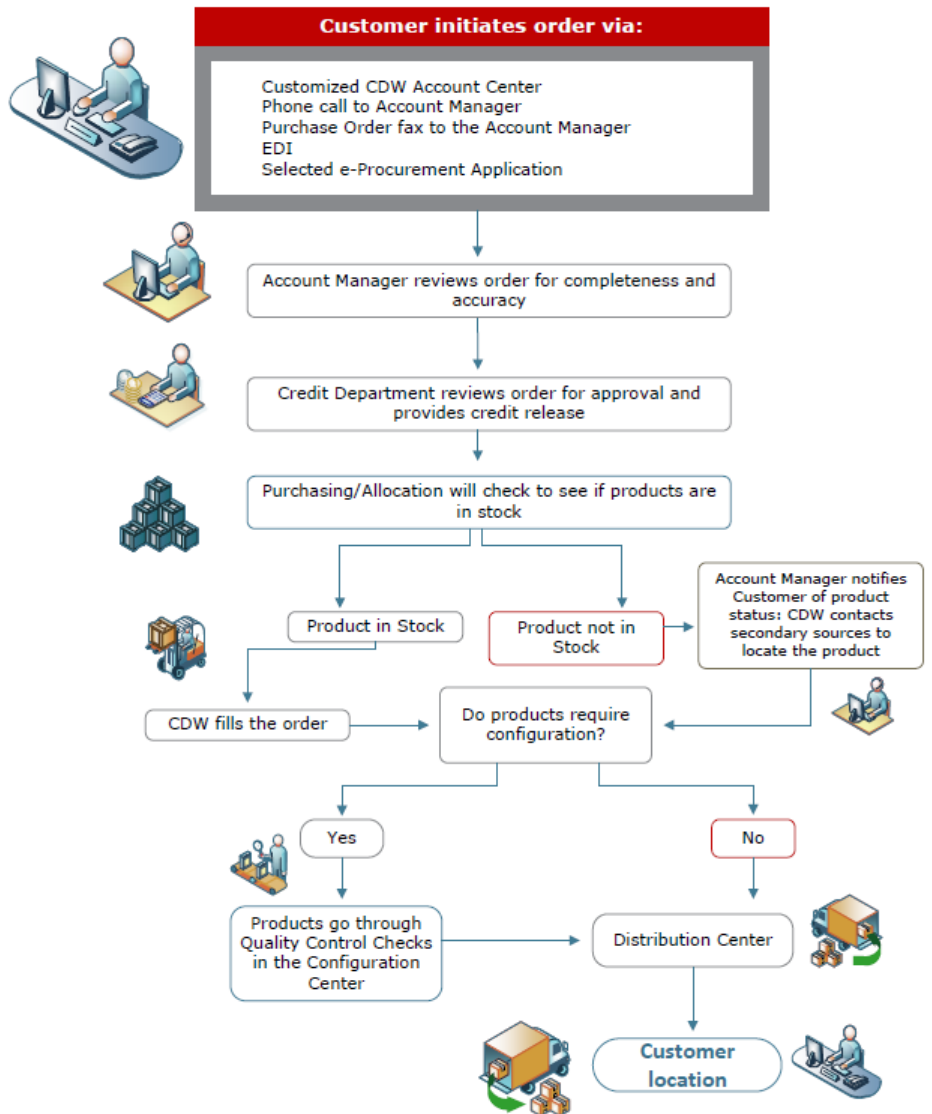 Customer initiates order via:
Customized CDW Account Center
Phone call to Account Manager
Purchase Order fax to the Account Manager
EDI
Selected e-Procurement Application
Account Manager reviews order for completeness and
accuracy
Credit Department reviews order for approval and
provides credit release
Purchasing/Allocation will check to see if products are
in stock
Product in Stock
Product not in
Stock
Account Manager notifies
Customer of product
status: CDW contacts
secondary sources to
locate the product
CDW fills the order
Do products require
configuration?
Yes
No
Products go through
Quality Control Checks
in the Configuration
Center
Distribution Center
Customer
location